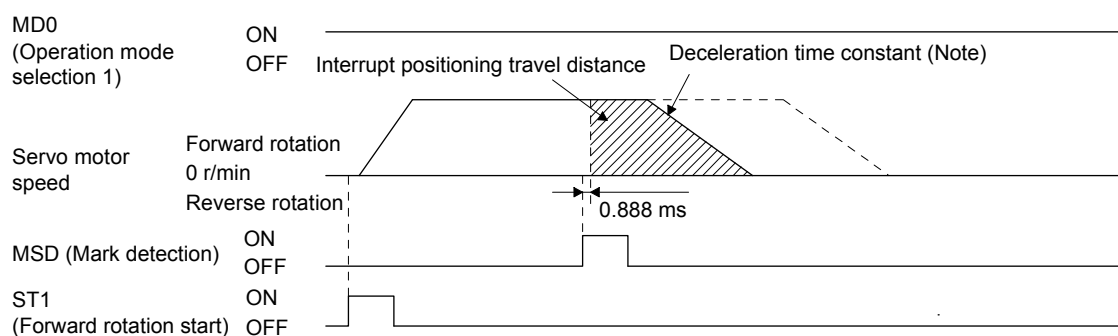 MD0
(Operation mode
selection 1)
ON
OFF
Interrupt positioning travel distance
Deceleration time constant (Note)
Servo motor
speed
Forward rotation
0 r/min
Reverse rotation
0.888 ms
MSD (Mark detection)
ON
OFF
ST1
(Forward rotation start)
ON
OFF